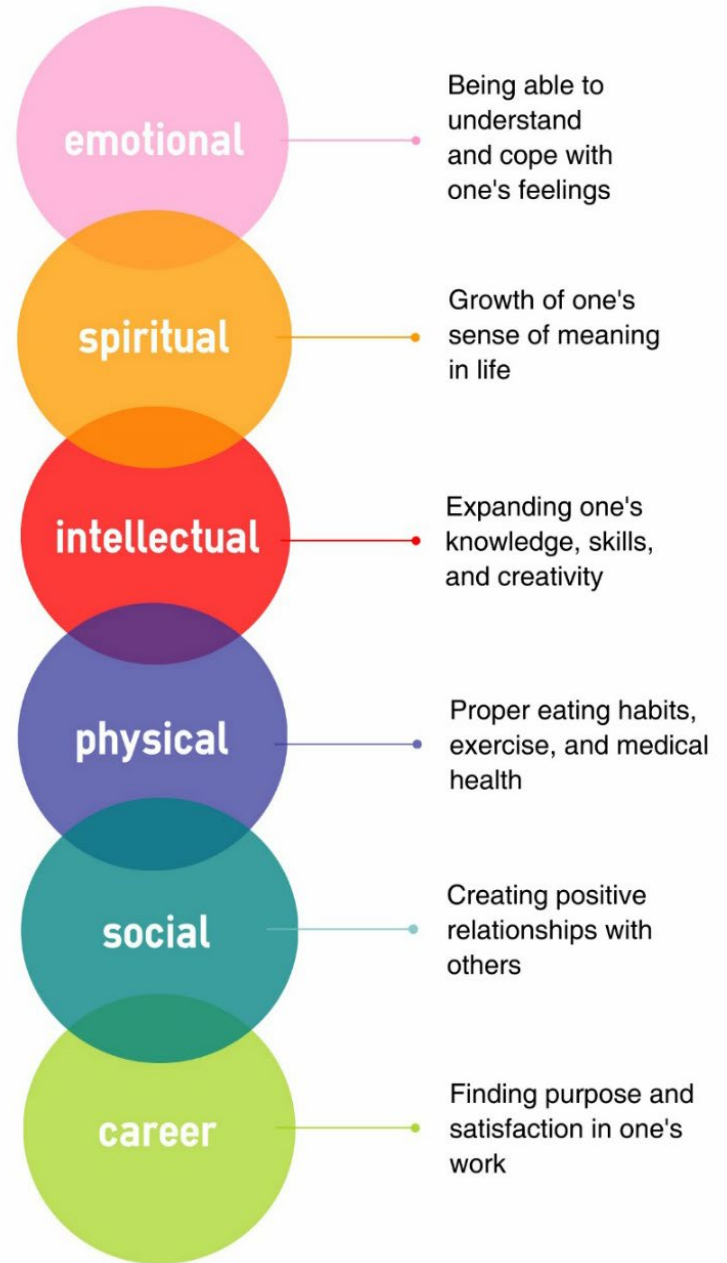 emotional
Being able to
understand
and cope with
one's feelings
spiritual
Growth of one's
sense of meaning
in life
intellectual
Expanding one's
knowledge, skills,
and creativity
physical
Proper eating habits,
exercise, and medical
health
social
Creating positive
relationships with
others
career
Finding purpose and
satisfaction in one's
work